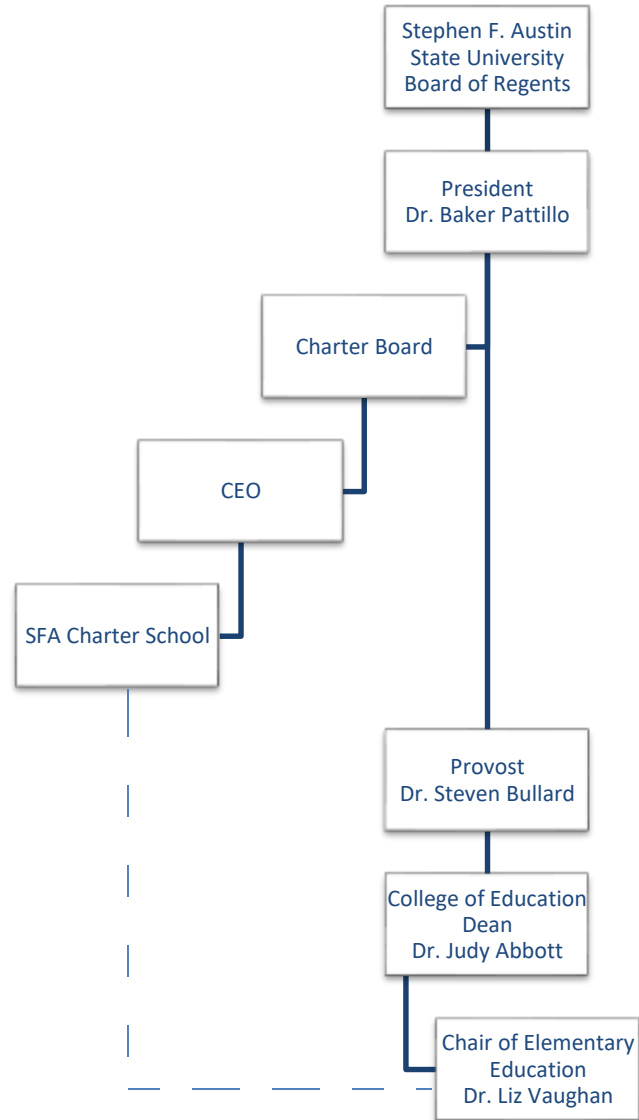 Stephen F. Austin
State University
Board of Regents
President
Dr. Baker Pattillo
Charter Board
CEO
SFA Charter School
Provost
Dr. Steven Bullard
College of Education
Dean
Dr. Judy Abbott
Chair of Elementary
Education
Dr. Liz Vaughan